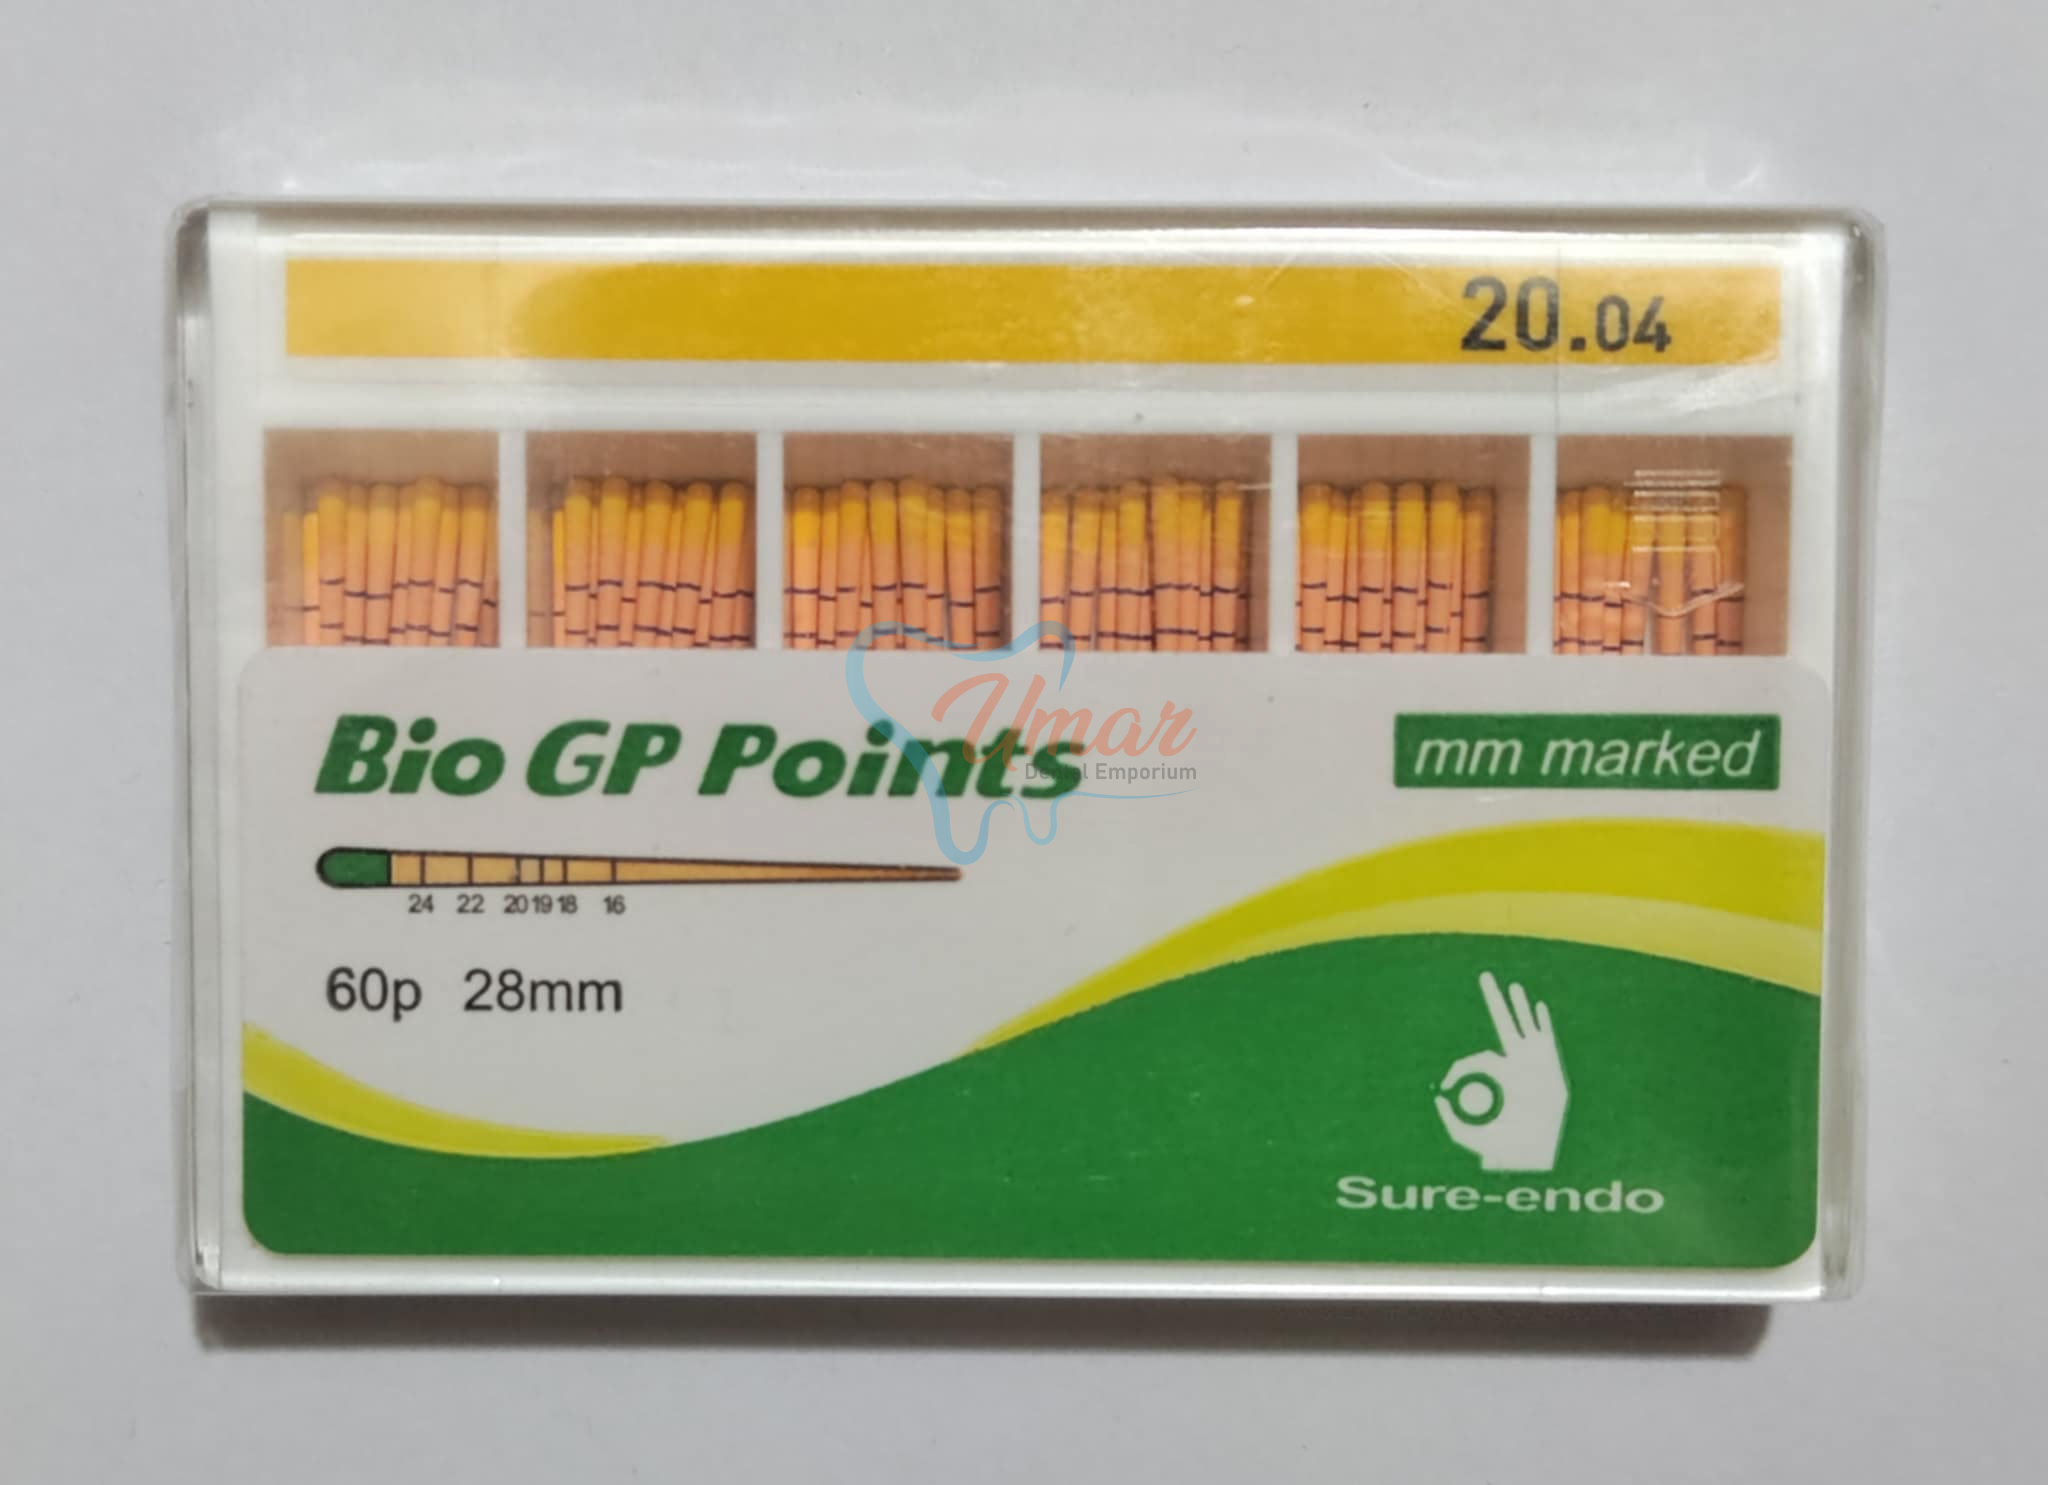 20.04
Bio GP Points
mm marked
Umar
Dental Emporium
24 22 20 19 18 16
60p 28mm
Sure-endo